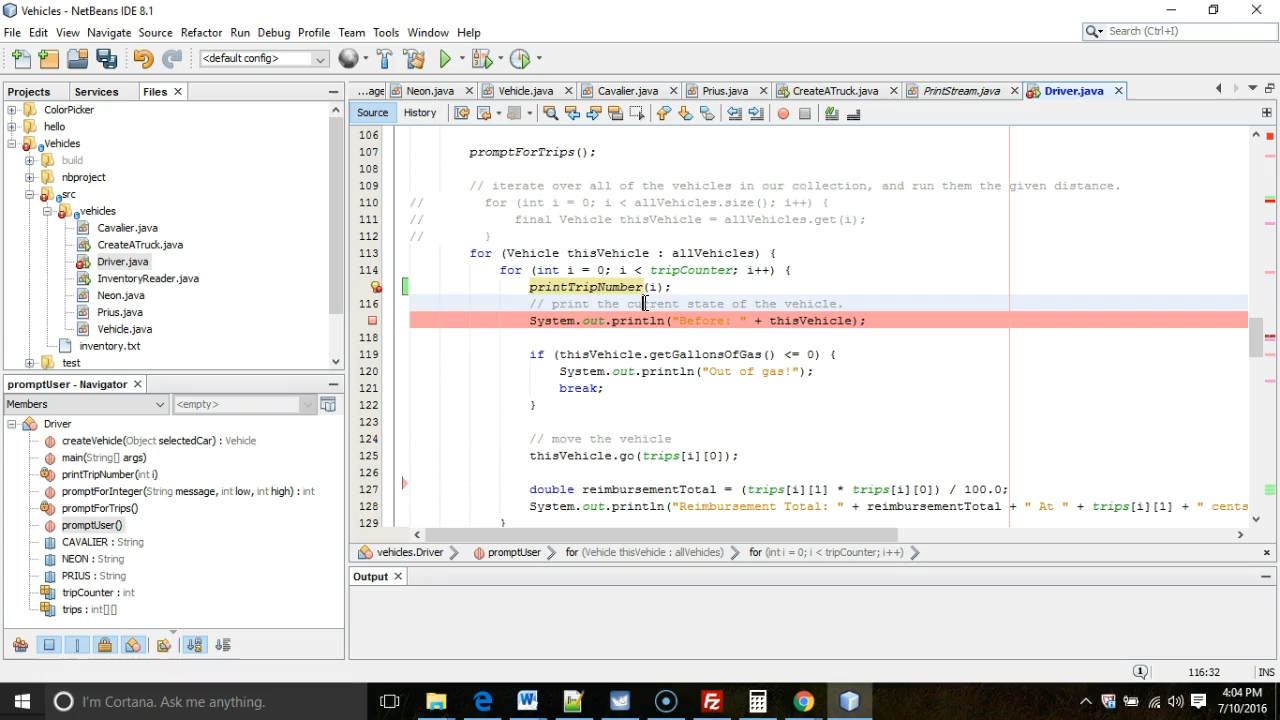 Vehicles - NetBeans IDE 8.1
File Edit View Navigate Source Refactor Run Debug Profile Team Tools Window Help
Search (Ctrl+I)
<default config>
Projects Services Files
...age Neon.java Vehicle.java Cavalier.java Prius.java CreateATruck.java PrintStream.java Driver.java
Source History
ColorPicker
hello
Vehicles
build
nbproject
src
vehicles
Cavalier.java
CreateATruck.java
Driver.java
InventoryReader.java
Neon.java
Prius.java
Vehicle.java
inventory.txt
test
promptUser - Navigator
Members <empty>
Driver
createVehicle(Object selectedCar) : Vehicle
main(String[] args)
printTripNumber(int i)
promptForInteger(String message, int low, int high) : int
promptForTrips()
promptUser()
CAVALIER : String
NEON : String
PRIUS : String
tripCounter : int
trips : int[][]
106
107 promptForTrips();
108
109 // iterate over all of the vehicles in our collection, and run them the given distance.
110 // for (int i = 0; i < allVehicles.size(); i++) {
111 // final Vehicle thisVehicle = allVehicles.get(i);
112 // }
113 for (Vehicle thisVehicle : allVehicles) {
114 for (int i = 0; i < tripCounter; i++) {
printTripNumber(i);
116 // print the current state of the vehicle.
System.out.println("Before: " + thisVehicle);
118
119 if (thisVehicle.getGallonsOfGas() <= 0) {
120 System.out.println("Out of gas!");
121 break;
122 }
123
124 // move the vehicle
125 thisVehicle.go(trips[i][0]);
126
127 double reimbursementTotal = (trips[i][1] * trips[i][0]) / 100.0;
128 System.out.println("Reimbursement Total: " + reimbursementTotal + " At " + trips[i][1] + " cents
129 }
vehicles.Driver promptUser for (Vehicle thisVehicle : allVehicles) for (int i = 0; i < tripCounter; i++)
Output
1 116:32 INS
I'm Cortana. Ask me anything.
4:04 PM
7/10/2016